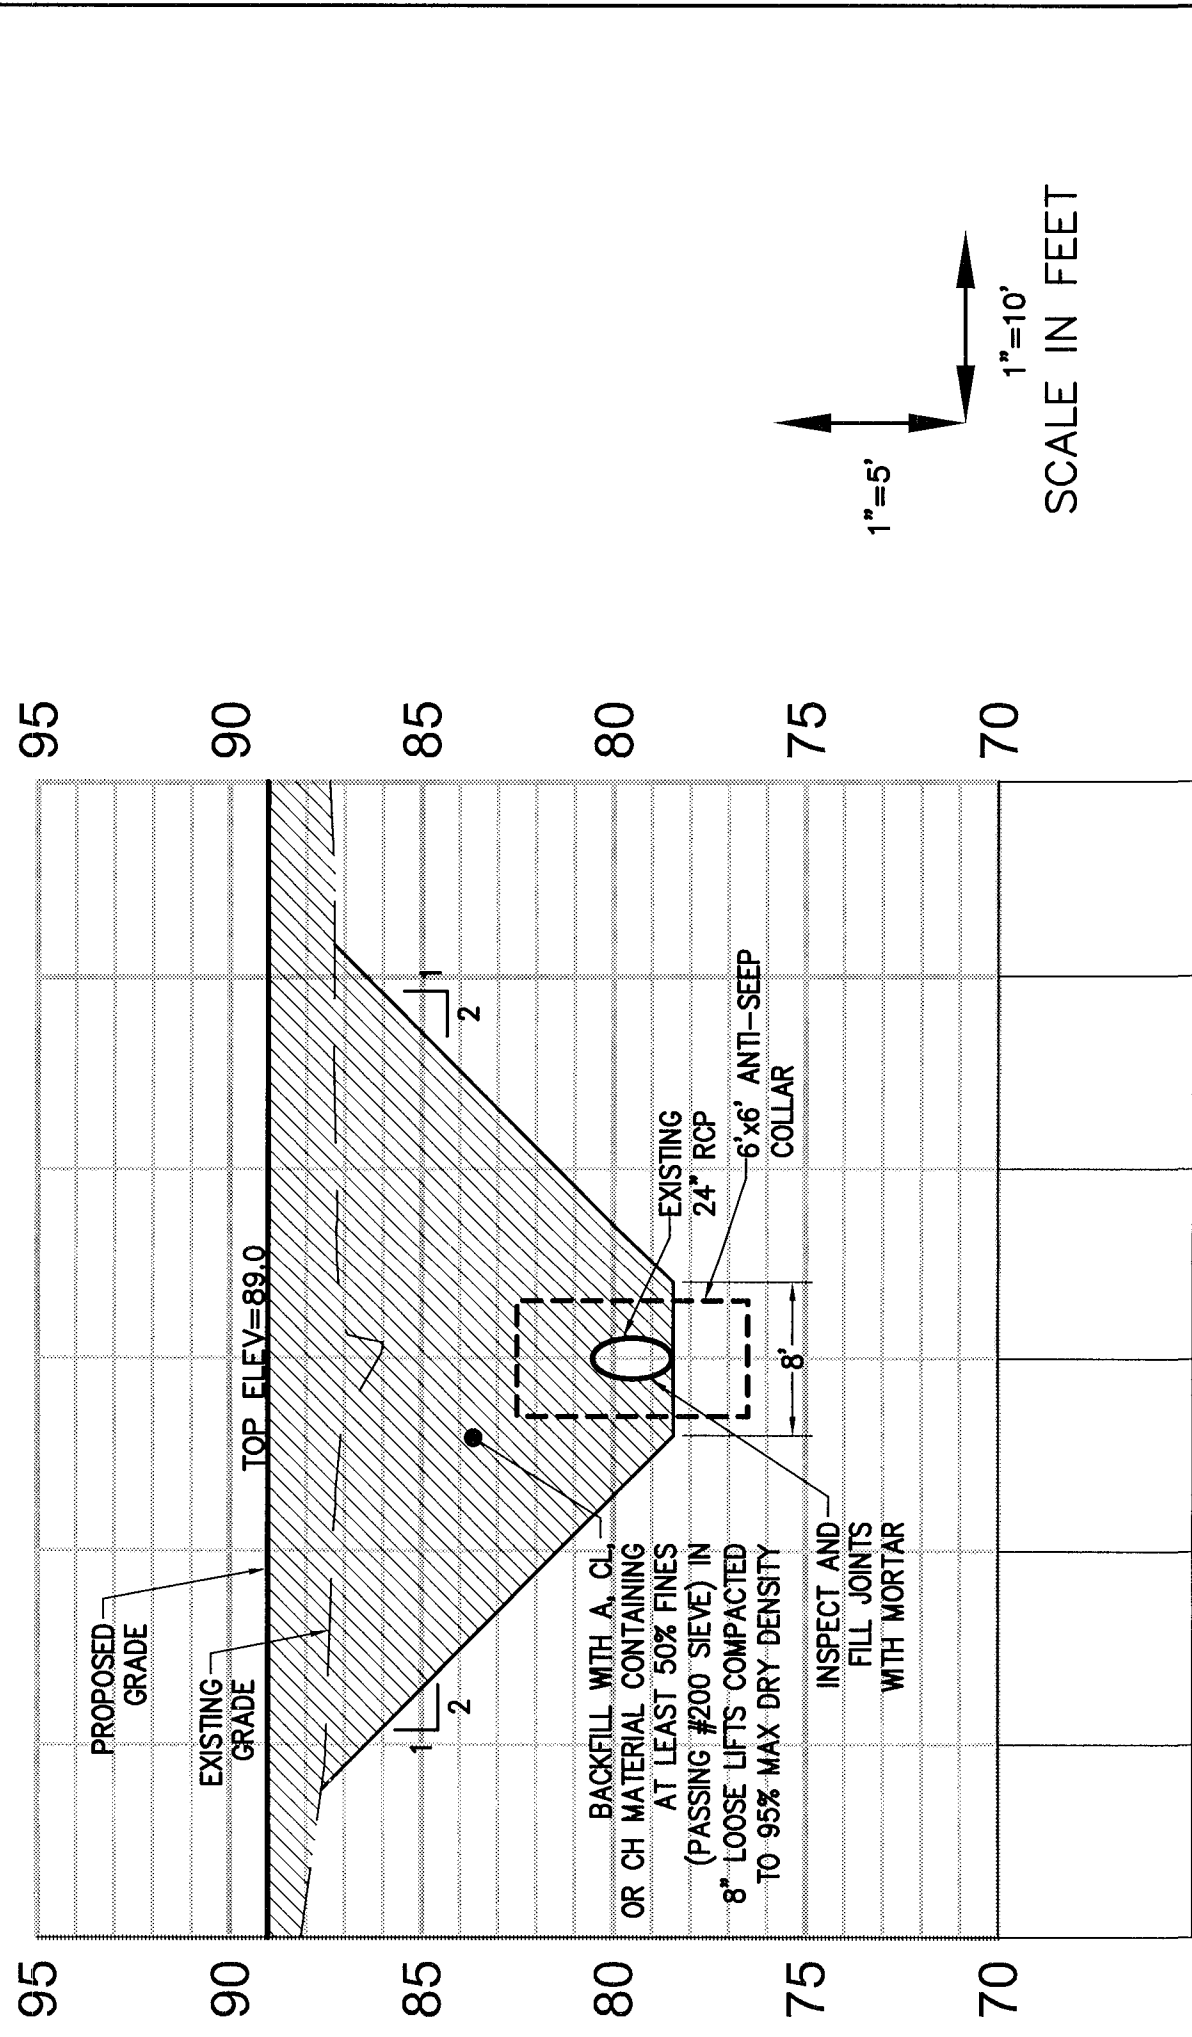 95
90
85
80
75
70
95
90
85
80
75
70
PROPOSED
GRADE
EXISTING
GRADE
TOP ELEV=89.0
1
2
1
2
BACKFILL WITH A, CL,
OR CH MATERIAL CONTAINING
AT LEAST 50% FINES
(PASSING #200 SIEVE) IN
8" LOOSE LIFTS COMPACTED
TO 95% MAX DRY DENSITY
INSPECT AND
FILL JOINTS
WITH MORTAR
8'
EXISTING
24" RCP
6'x6' ANTI-SEEP
COLLAR
1"=5'
1"=10'
SCALE IN FEET